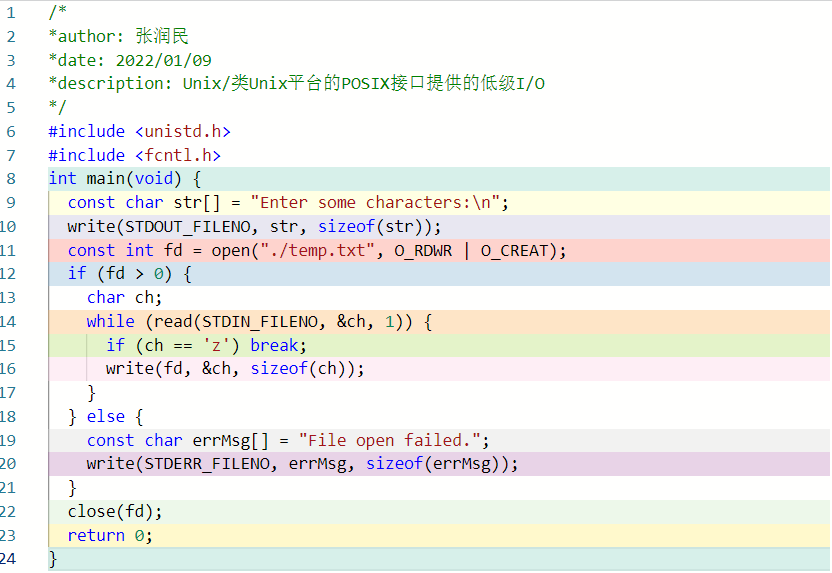 1 /*
2 *author: 张润民
3 *date: 2022/01/09
4 *description: Unix/类Unix平台的POSIX接口提供的低级I/O
5 */
6 #include <unistd.h>
7 #include <fcntl.h>
8 int main(void) {
9   const char str[] = "Enter some characters:\n";
10   write(STDOUT_FILENO, str, sizeof(str));
11   const int fd = open("./temp.txt", O_RDWR | O_CREAT);
12   if (fd > 0) {
13     char ch;
14     while (read(STDIN_FILENO, &ch, 1)) {
15       if (ch == 'z') break;
16       write(fd, &ch, sizeof(ch));
17     }
18   } else {
19     const char errMsg[] = "File open failed.";
20     write(STDERR_FILENO, errMsg, sizeof(errMsg));
21   }
22   close(fd);
23   return 0;
24 }